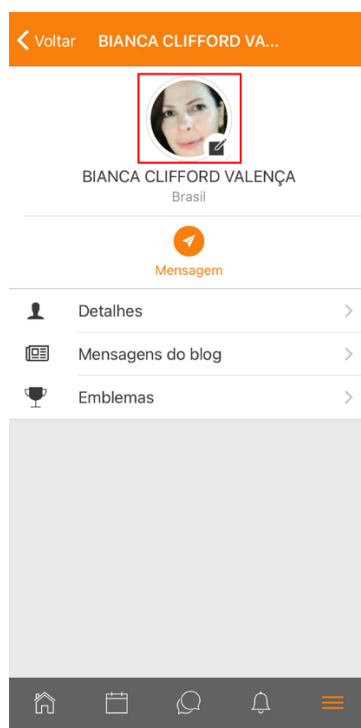 Voltar BIANCA CLIFFORD VA...
BIANCA CLIFFORD VALENÇA
Brasil
Mensagem
Detalhes
Mensagens do blog
Emblemas